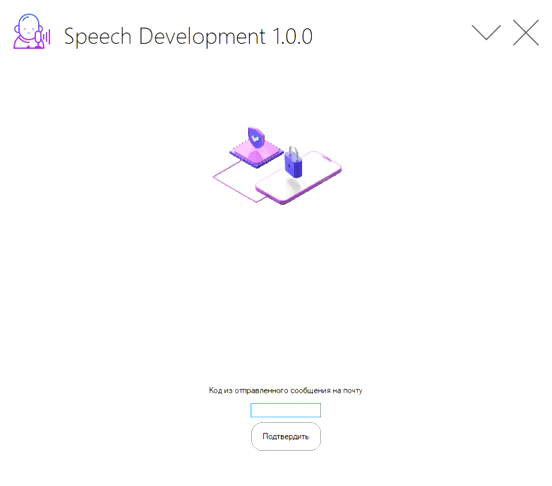 Speech Development 1.0.0
Код из отправленного сообщения на почту
Подтвердить